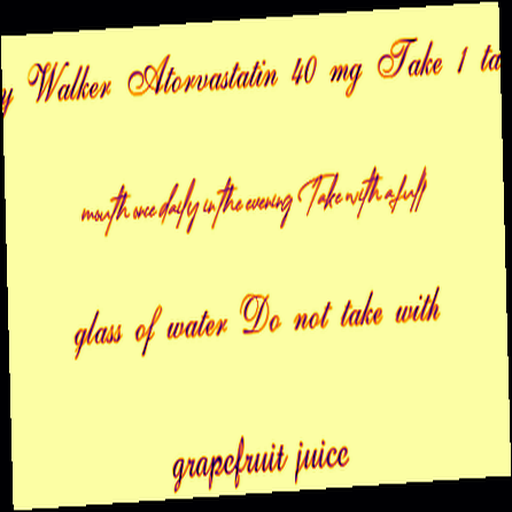 Walker Atorvastatin 40 mg Take 1
mouth once daily in the evening Take with a full
glass of water Do not take with
grapefruit juice